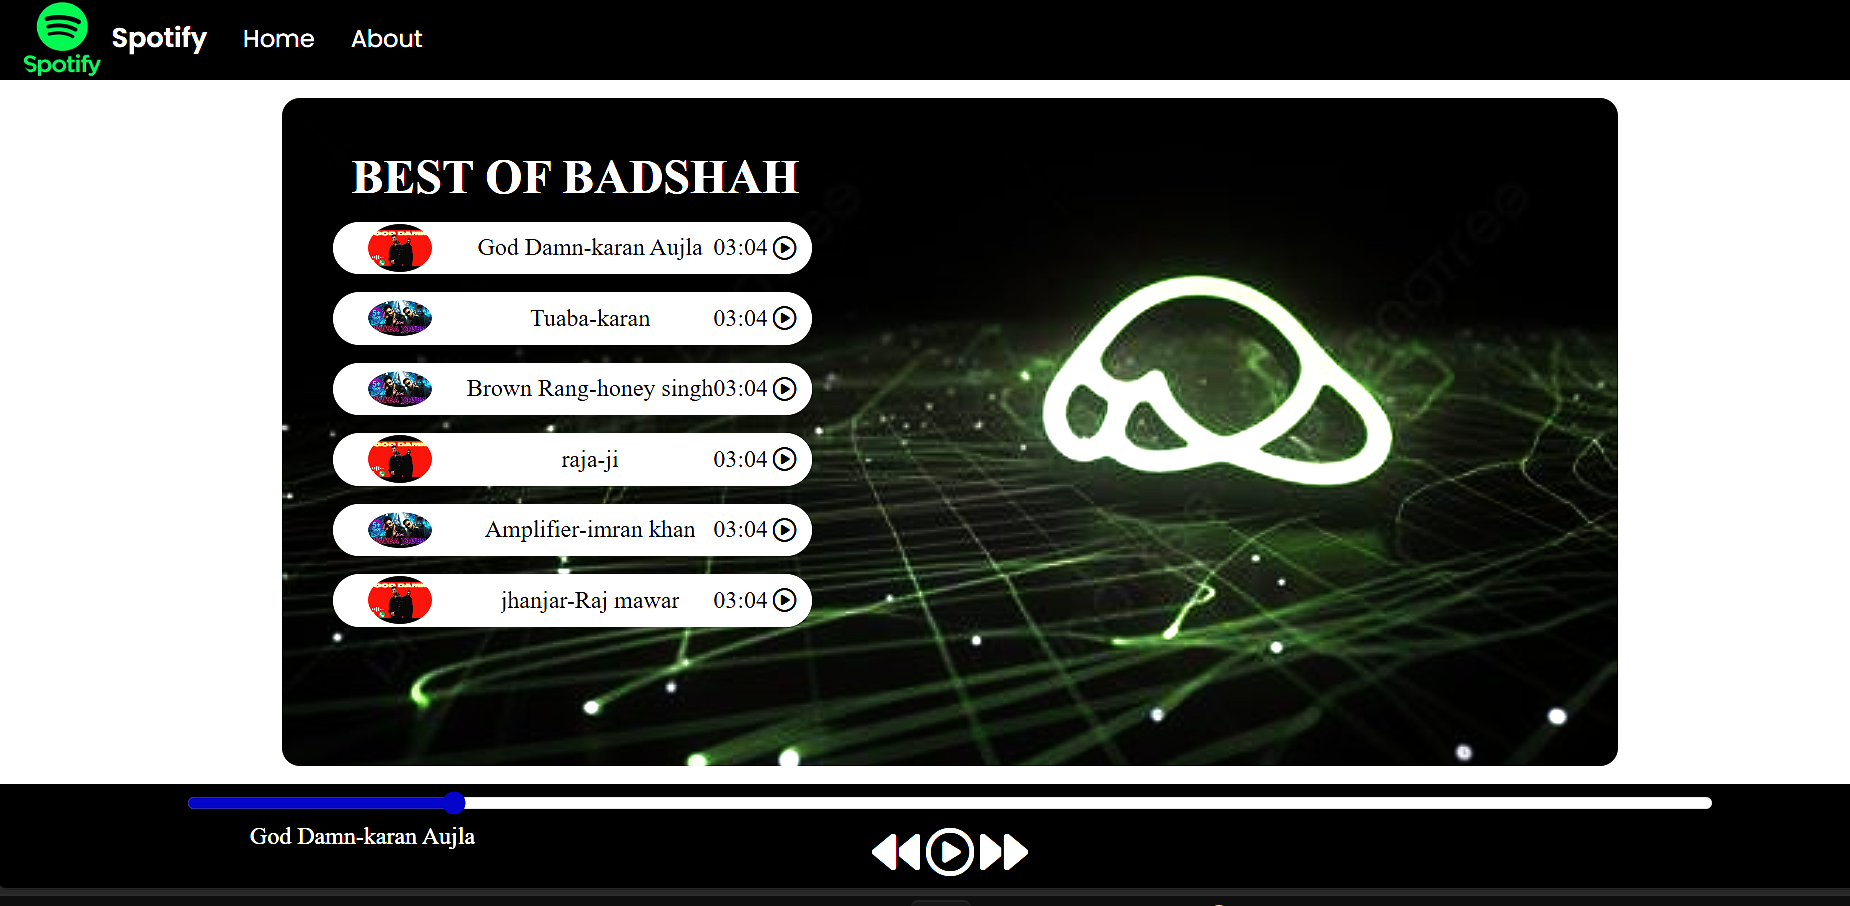 Spotify
Spotify Home About
BEST OF BADSHAH
God Damn-karan Aujla 03:04
Tuaba-karan 03:04
Brown Rang-honey singh03:04
raja-ji 03:04
Amplifier-imran khan 03:04
jhanjar-Raj mawar 03:04
God Damn-karan Aujla